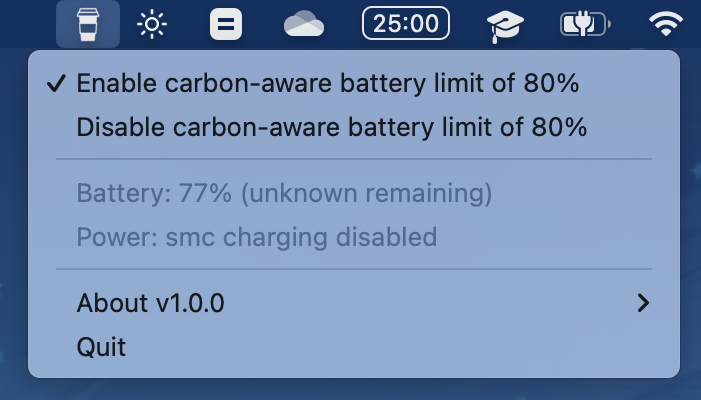 25:00
✓ Enable carbon-aware battery limit of 80%
Disable carbon-aware battery limit of 80%
Battery: 77% (unknown remaining)
Power: smc charging disabled
About v1.0.0
Quit